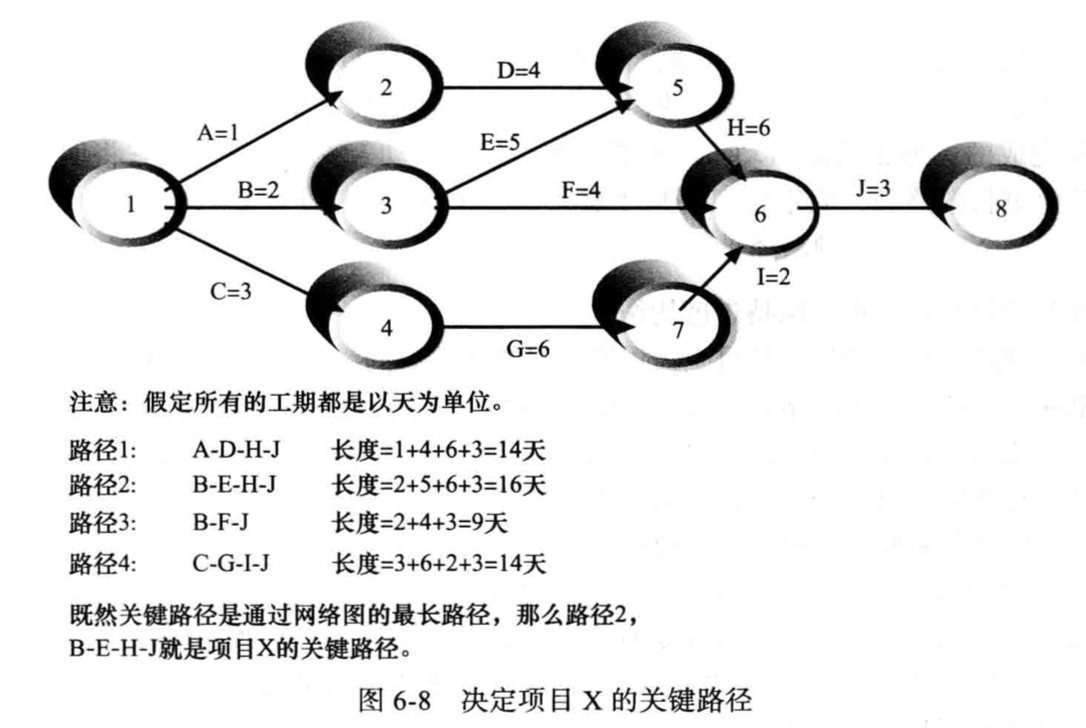 2
D=4
5
A=1
E=5
H=6
1
B=2
3
F=4
6
J=3
8
C=3
I=2
4
G=6
7
注意：假定所有的工期都是以天为单位。
路径1: A-D-H-J 长度=1+4+6+3=14天
路径2: B-E-H-J 长度=2+5+6+3=16天
路径3: B-F-J 长度=2+4+3=9天
路径4: C-G-I-J 长度=3+6+2+3=14天
既然关键路径是通过网络图的最长路径，那么路径2，
B-E-H-J就是项目X的关键路径。
图 6-8 决定项目 X 的关键路径